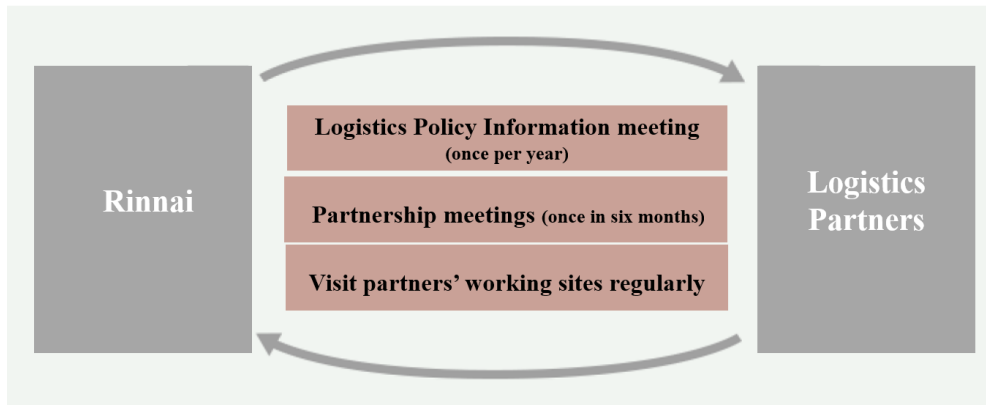 Rinnai
Logistics Policy Information meeting
(once per year)
Partnership meetings (once in six months)
Visit partners’ working sites regularly
Logistics
Partners